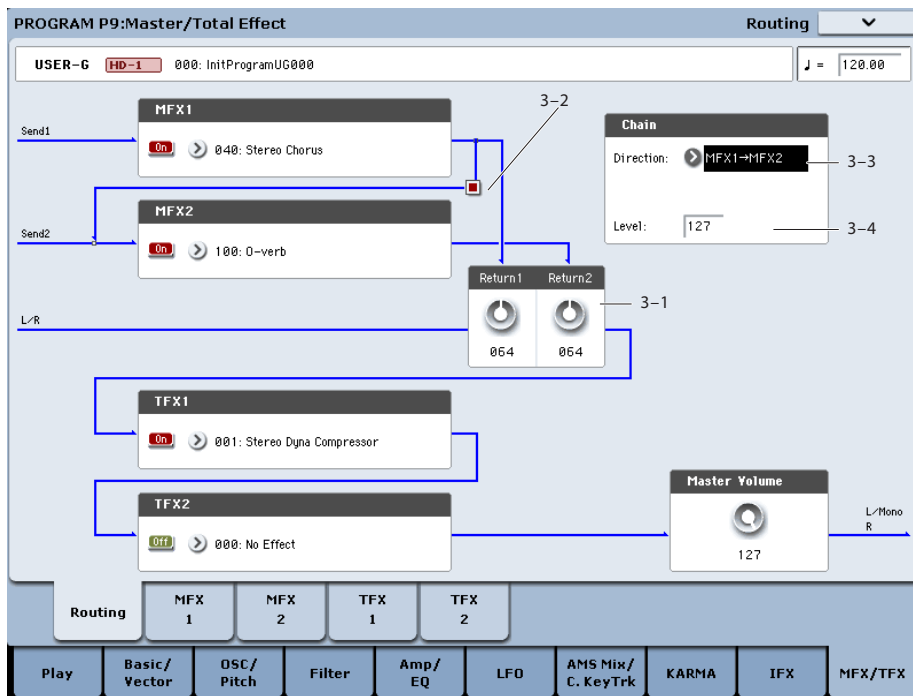 PROGRAM P9:Master/Total Effect
Routing
USER-G HD-1 000: InitProgramUG000
♩ = 120.00
MFX1
3-2
Send1
On 040: Stereo Chorus
Chain
Direction: MFX1→MFX2
3-3
MFX2
Send2
On 100: O-verb
Level: 127
3-4
Return1 Return2
3-1
L/R
064 064
TFX1
On 001: Stereo Dyna Compressor
TFX2
Off 000: No Effect
Master Volume
127
L/Mono
R
Routing
MFX
1
MFX
2
TFX
1
TFX
2
Play
Basic/
Vector
OSC/
Pitch
Filter
Amp/
EQ
LFO
AMS Mix/
C. KeyTrk
KARMA
IFX
MFX/TFX